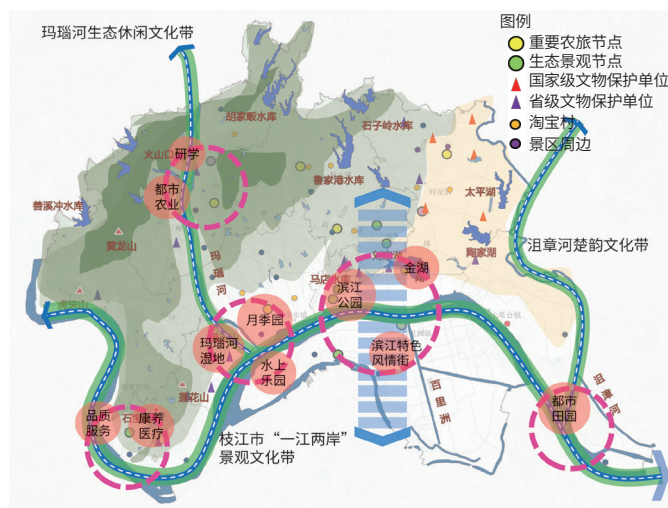 玛瑙河生态休闲文化带
图例
重要农旅节点
生态景观节点
国家级文物保护单位
省级文物保护单位
淘宝村
景区周边
胡家畈水库
石子岭水库
火山口
研学
鲁家港水库
都市
农业
善溪冲水库
太平湖
黄龙山
玛瑙河
陶家湖
沮漳河楚韵文化带
金湖
马店
滨江
公园
虎牙山
月季园
玛瑙河
湿地
水上
乐园
滨江特色
风情街
百里洲
莲花山
都市
田园
沮漳河
品质
服务
康养
医疗
枝江市“一江两岸”
景观文化带